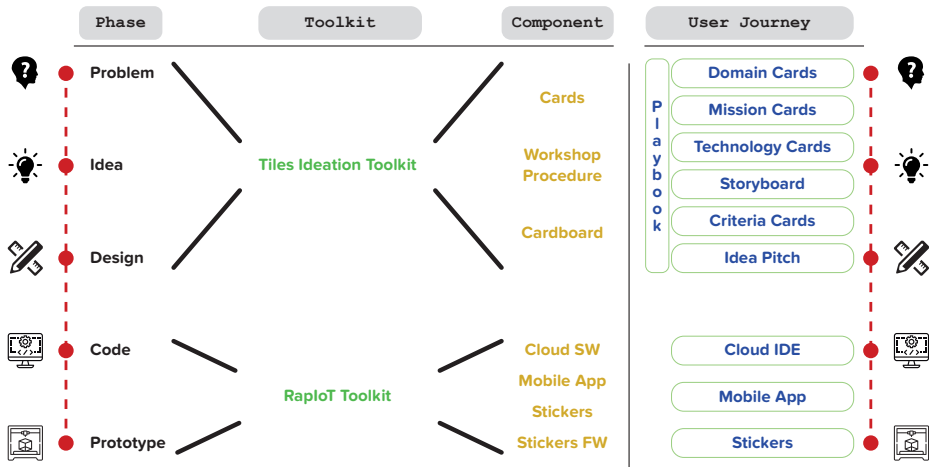 Phase
Toolkit
Component
User Journey
Problem
Idea
Design
Code
Prototype
Tiles Ideation Toolkit
RapIoT Toolkit
Cards
Workshop
Procedure
Cardboard
Cloud SW
Mobile App
Stickers
Stickers FW
Playbook
Domain Cards
Mission Cards
Technology Cards
Storyboard
Criteria Cards
Idea Pitch
Cloud IDE
Mobile App
Stickers